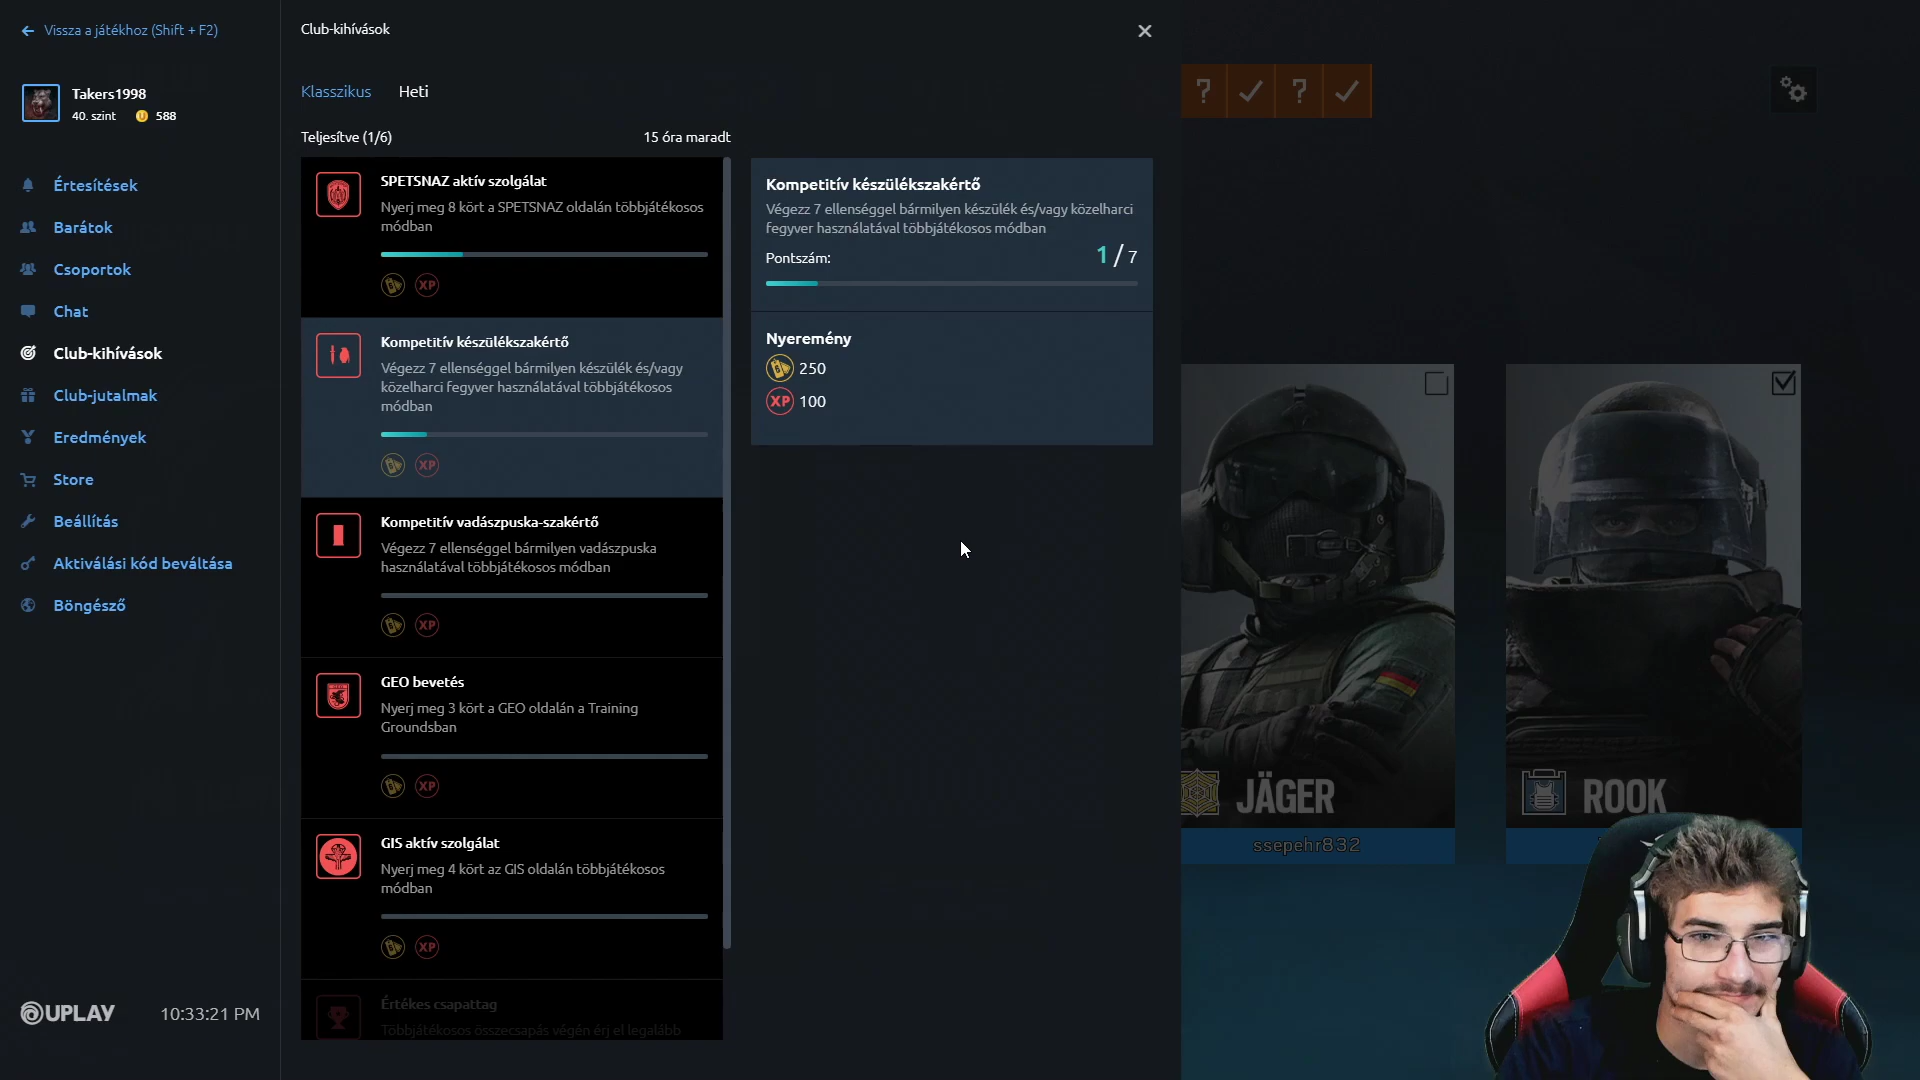 Vissza a játékhoz (Shift + F2)
Takers1998
40. szint
588
Értesítések
Barátok
Csoportok
Chat
Club-kihívások
Club-jutalmak
Eredmények
Store
Beállítás
Aktiválási kód beváltása
Böngésző
UPLAY
10:33:21 PM
Club-kihívások
Klasszikus
Heti
Teljesítve (1/6)
15 óra maradt
SPETSNAZ aktív szolgálat
Nyerj meg 8 kört a SPETSNAZ oldalán többjátékosos
módban
XP
Kompetitív készülékszakértő
Végezz 7 ellenséggel bármilyen készülék és/vagy
közelharci fegyver használatával többjátékosos
módban
XP
Kompetitív vadászpuska-szakértő
Végezz 7 ellenséggel bármilyen vadászpuska
használatával többjátékosos módban
XP
GEO bevetés
Nyerj meg 3 kört a GEO oldalán a Training
Groundsban
XP
GIS aktív szolgálat
Nyerj meg 4 kört az GIS oldalán többjátékosos
módban
XP
Értékes csapattag
Többjátékosos összecsapás végén érj el legalább
Kompetitív készülékszakértő
Végezz 7 ellenséggel bármilyen készülék és/vagy közelharci
fegyver használatával többjátékosos módban
Pontszám:
1 / 7
Nyeremény
250
XP 100
? ?
JÄGER
ssepehr832
ROOK